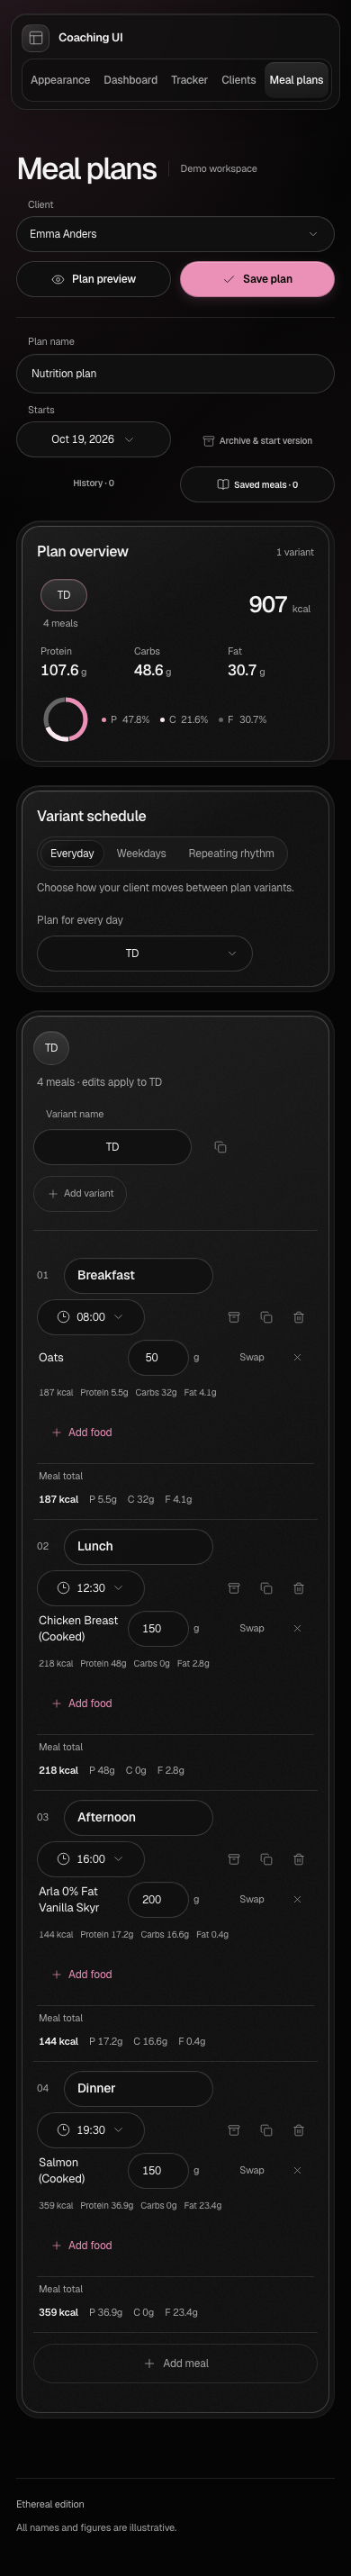 Coaching UI
Appearance Dashboard Tracker Clients Meal plans
Meal plans Demo workspace
Client
Emma Anders
Plan preview Save plan
Plan name
Nutrition plan
Starts
Oct 19, 2026 Archive & start version
History · 0 Saved meals · 0
Plan overview 1 variant
TD
4 meals
907 kcal
Protein Carbs Fat
107.6 g 48.6 g 30.7 g
P 47.8% C 21.6% F 30.7%
Variant schedule
Everyday Weekdays Repeating rhythm
Choose how your client moves between plan variants.
Plan for every day
TD
TD
4 meals · edits apply to TD
Variant name
TD
Add variant
01 Breakfast
08:00
Oats 50 g Swap
187 kcal Protein 5.5g Carbs 32g Fat 4.1g
Add food
Meal total
187 kcal P 5.5g C 32g F 4.1g
02 Lunch
12:30
Chicken Breast
(Cooked) 150 g Swap
218 kcal Protein 48g Carbs 0g Fat 2.8g
Add food
Meal total
218 kcal P 48g C 0g F 2.8g
03 Afternoon
16:00
Arla 0% Fat
Vanilla Skyr 200 g Swap
144 kcal Protein 17.2g Carbs 16.6g Fat 0.4g
Add food
Meal total
144 kcal P 17.2g C 16.6g F 0.4g
04 Dinner
19:30
Salmon
(Cooked) 150 g Swap
359 kcal Protein 36.9g Carbs 0g Fat 23.4g
Add food
Meal total
359 kcal P 36.9g C 0g F 23.4g
Add meal
Ethereal edition
All names and figures are illustrative.